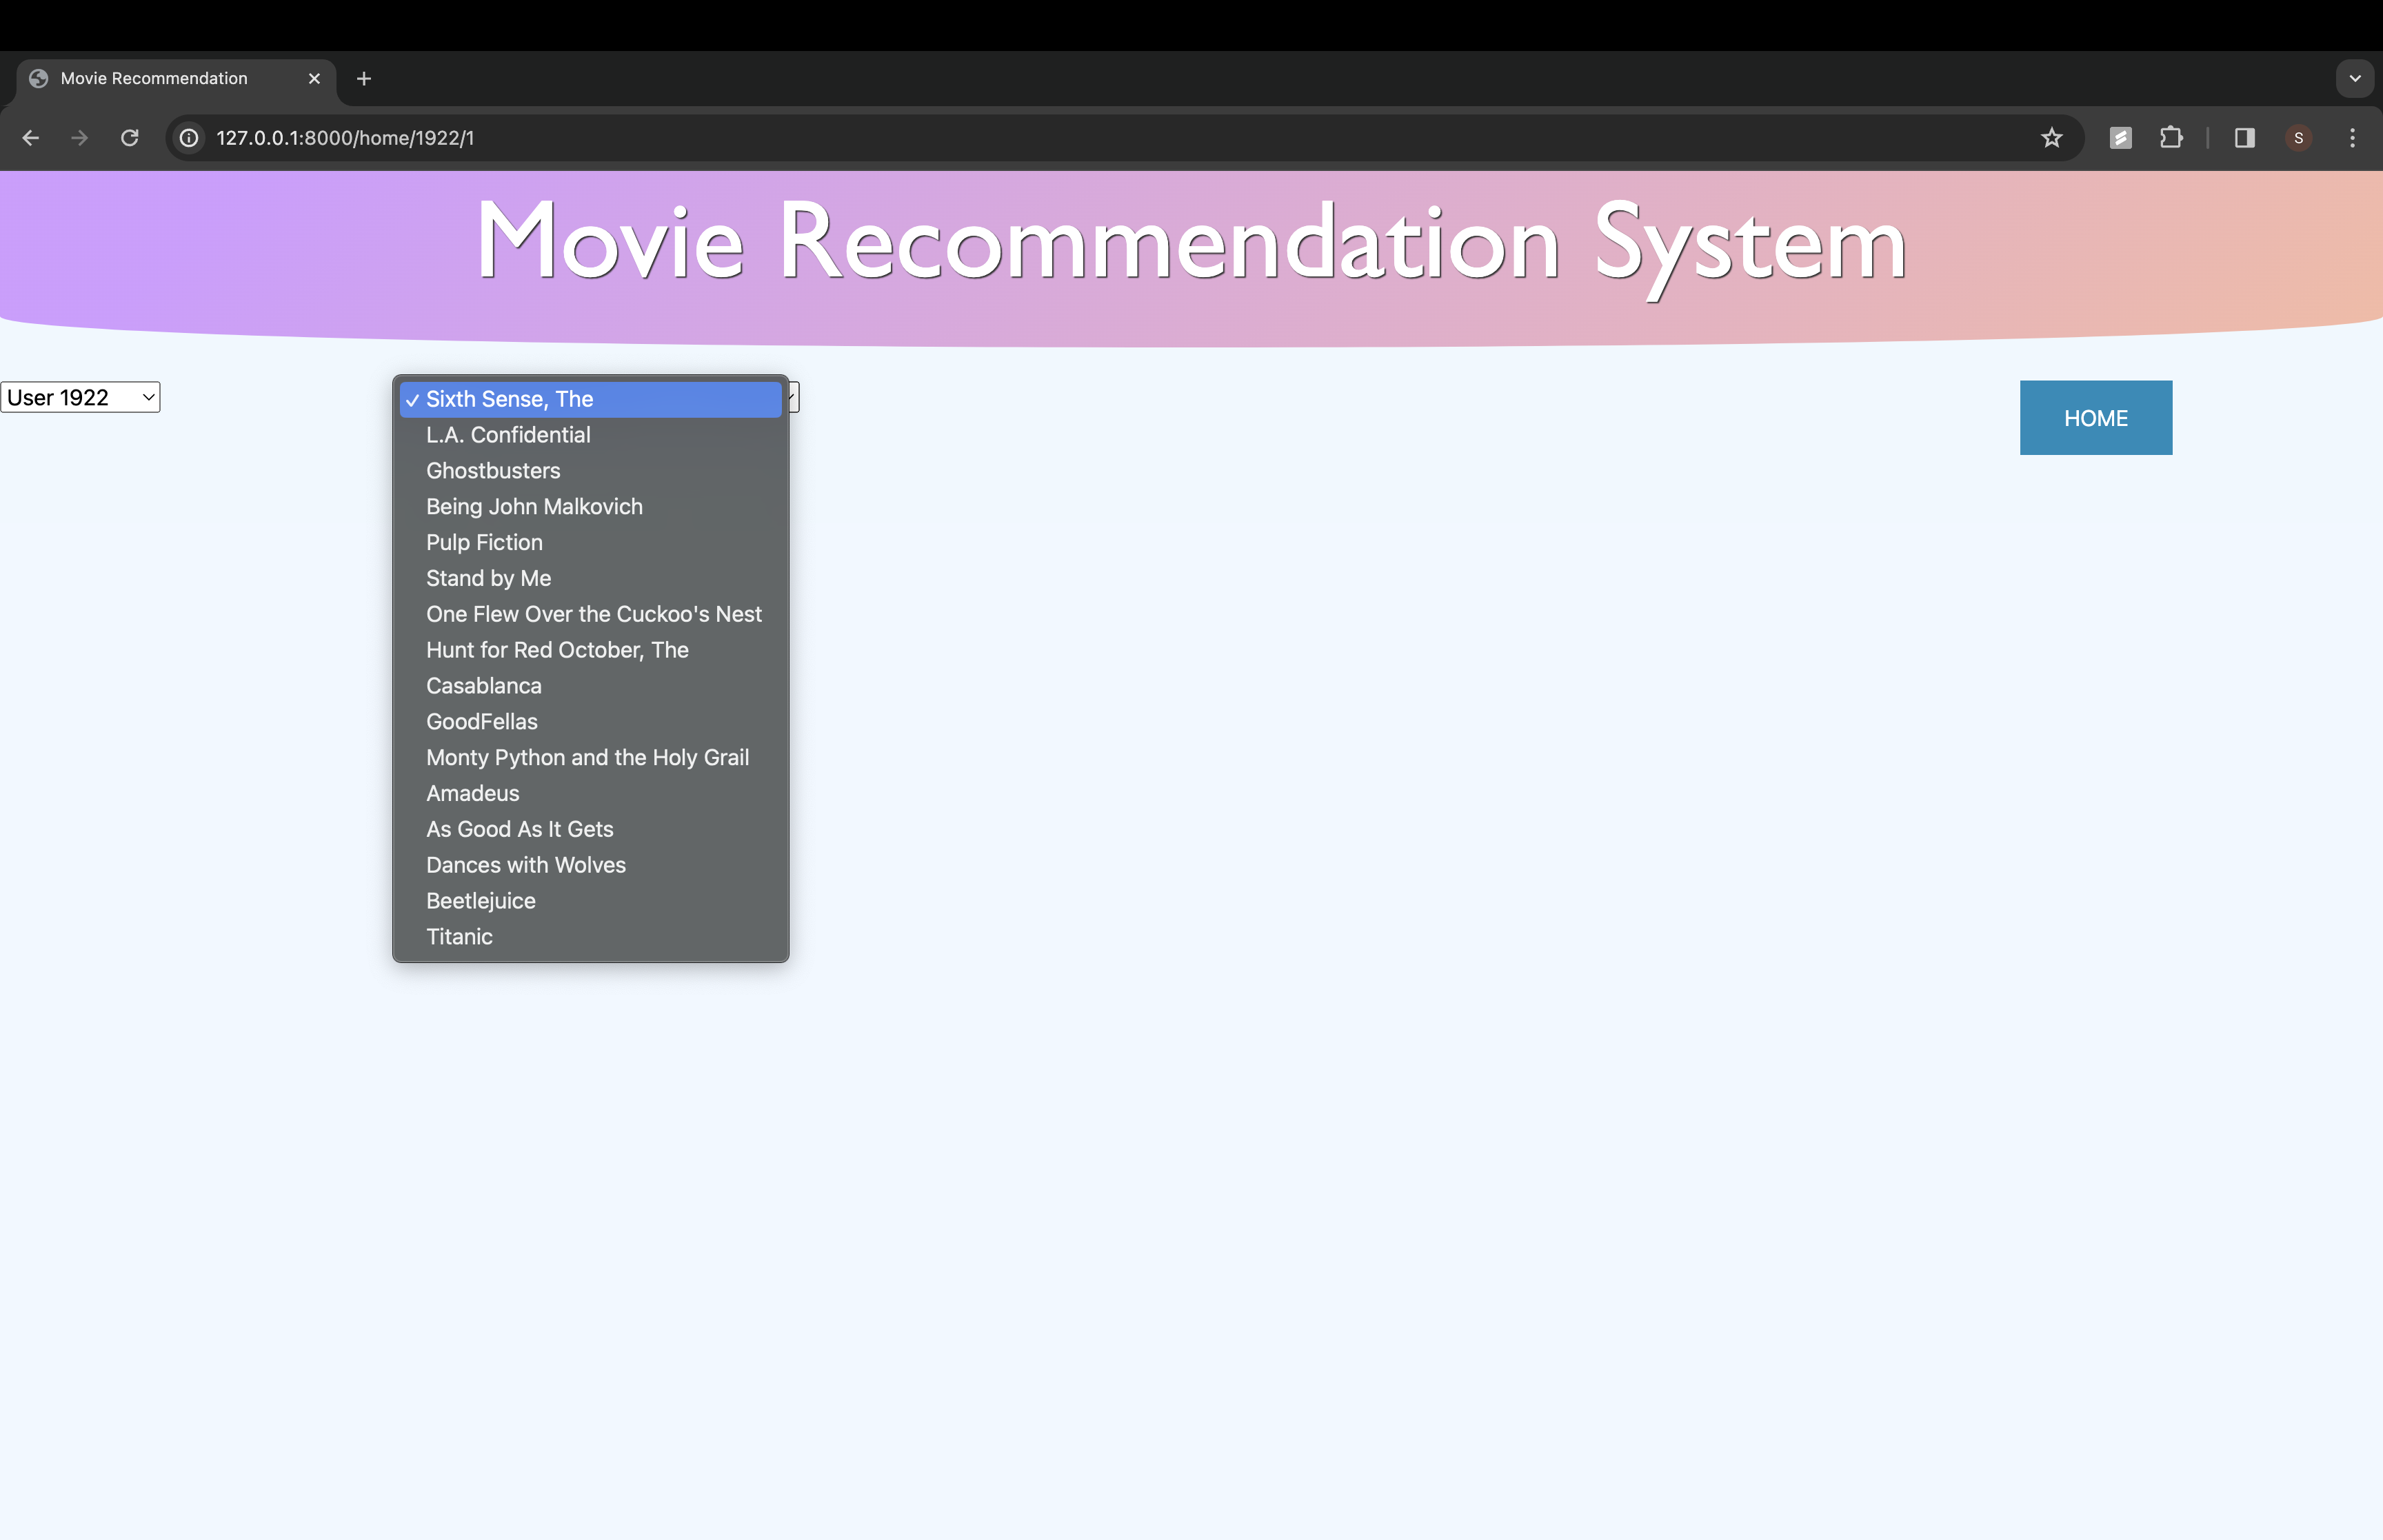 Movie Recommendation
127.0.0.1:8000/home/1922/1
S
Movie Recommendation System
User 1922
Sixth Sense, The
L.A. Confidential
Ghostbusters
Being John Malkovich
Pulp Fiction
Stand by Me
One Flew Over the Cuckoo's Nest
Hunt for Red October, The
Casablanca
GoodFellas
Monty Python and the Holy Grail
Amadeus
As Good As It Gets
Dances with Wolves
Beetlejuice
Titanic
HOME